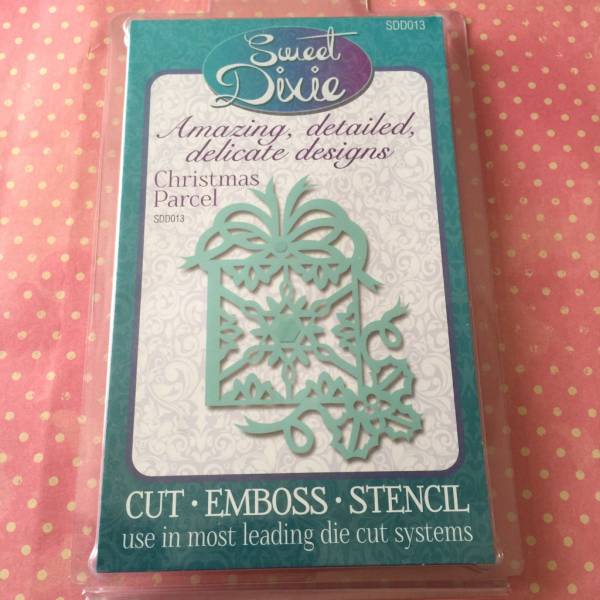 SDD013
Sweet
Dixie
Amazing, detailed,
delicate designs
Christmas
Parcel
SDD013
CUT · EMBOSS · STENCIL
use in most leading die cut systems